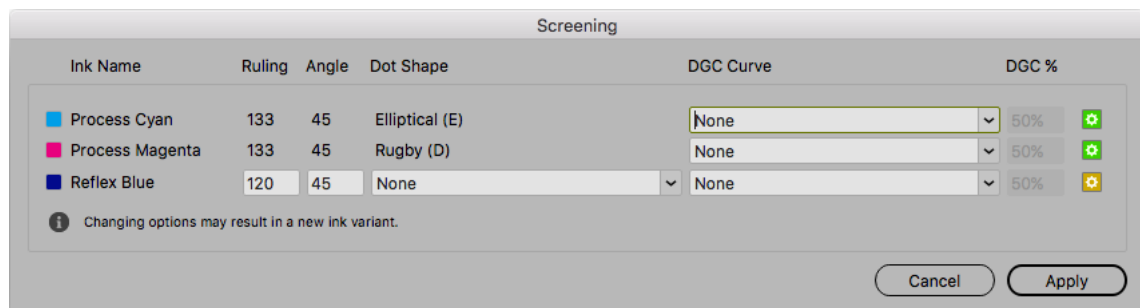 Screening
Ink Name Ruling Angle Dot Shape DGC Curve DGC %
Process Cyan 133 45 Elliptical (E) None 50%
Process Magenta 133 45 Rugby (D) None 50%
Reflex Blue 120 45 None None 50%
Changing options may result in a new ink variant.
Cancel Apply